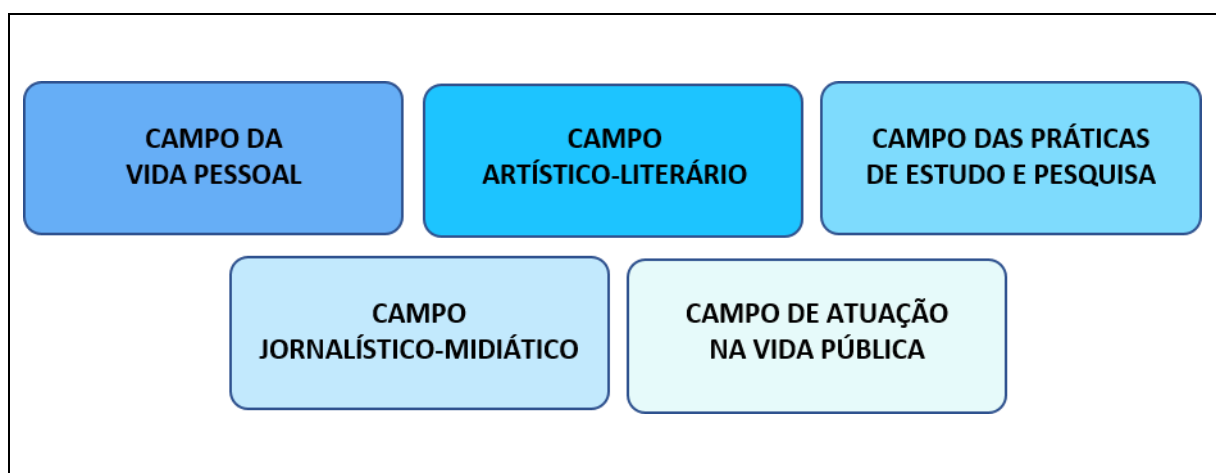 CAMPO DA
VIDA PESSOAL
CAMPO
ARTÍSTICO-LITERÁRIO
CAMPO DAS PRÁTICAS
DE ESTUDO E PESQUISA
CAMPO
JORNALÍSTICO-MIDIÁTICO
CAMPO DE ATUAÇÃO
NA VIDA PÚBLICA